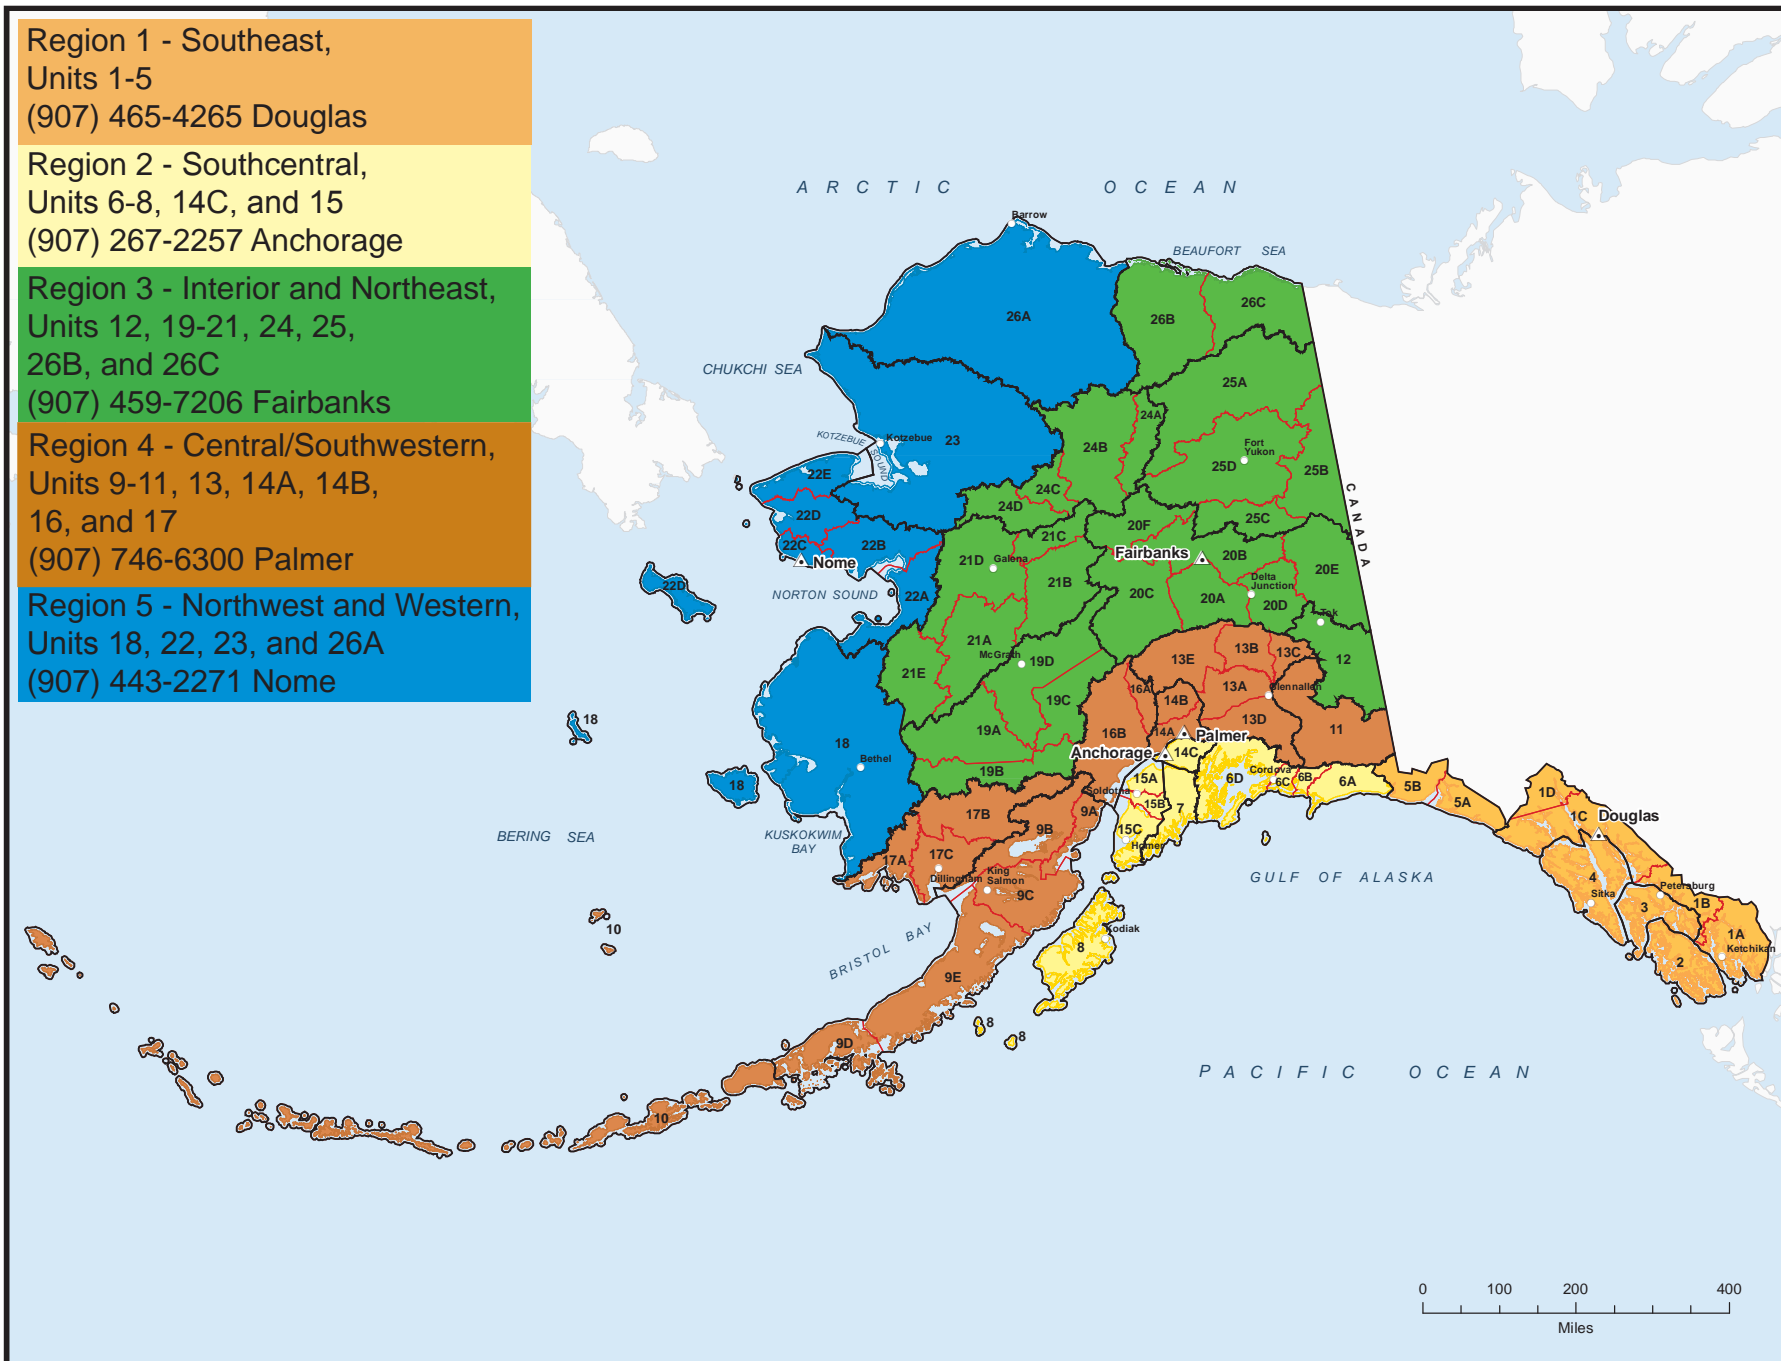 Region 1 - Southeast,
Units 1-5
(907) 465-4265 Douglas
Region 2 - Southcentral,
Units 6-8, 14C, and 15
(907) 267-2257 Anchorage
Region 3 - Interior and Northeast,
Units 12, 19-21, 24, 25,
26B, and 26C
(907) 459-7206 Fairbanks
Region 4 - Central/Southwestern,
Units 9-11, 13, 14A, 14B,
16, and 17
(907) 746-6300 Palmer
Region 5 - Northwest and Western,
Units 18, 22, 23, and 26A
(907) 443-2271 Nome
ARCTIC OCEAN
Barrow
BEAUFORT SEA
26A
26B
26C
CHUKCHI SEA
25A
24A
KOTZEBUE
SOUND
Kotzebue
23
24B
Fort
Yukon
25D
25B
22E
24C
24D
CANADA
22D
25C
20F
21C
22C
22B
Nome
21D
Galena
Fairbanks
20B
20E
22D
21B
Delta
Junction
NORTON SOUND
22A
20C
20A
20D
Tok
21A
McGrath
19D
13E
13B
13C
12
21E
16A
13A
Glennallen
14B
19C
18
18
19A
16B
14A
Palmer
13D
11
Anchorage
14C
Bethel
19B
15A
6D
Cordova
6C
6B
6A
18
Soldotna
15B
7
5B
5A
1D
17B
9A
1C
Douglas
BERING SEA
KUSKOKWIM
BAY
9B
15C
Homer
17A
17C
Dillingham
King
Salmon
9C
GULF OF ALASKA
4
Sitka
Petersburg
3
1B
10
BRISTOL BAY
Kodiak
8
1A
Ketchikan
2
9E
8
8
9D
PACIFIC OCEAN
10
0 100 200 400
Miles